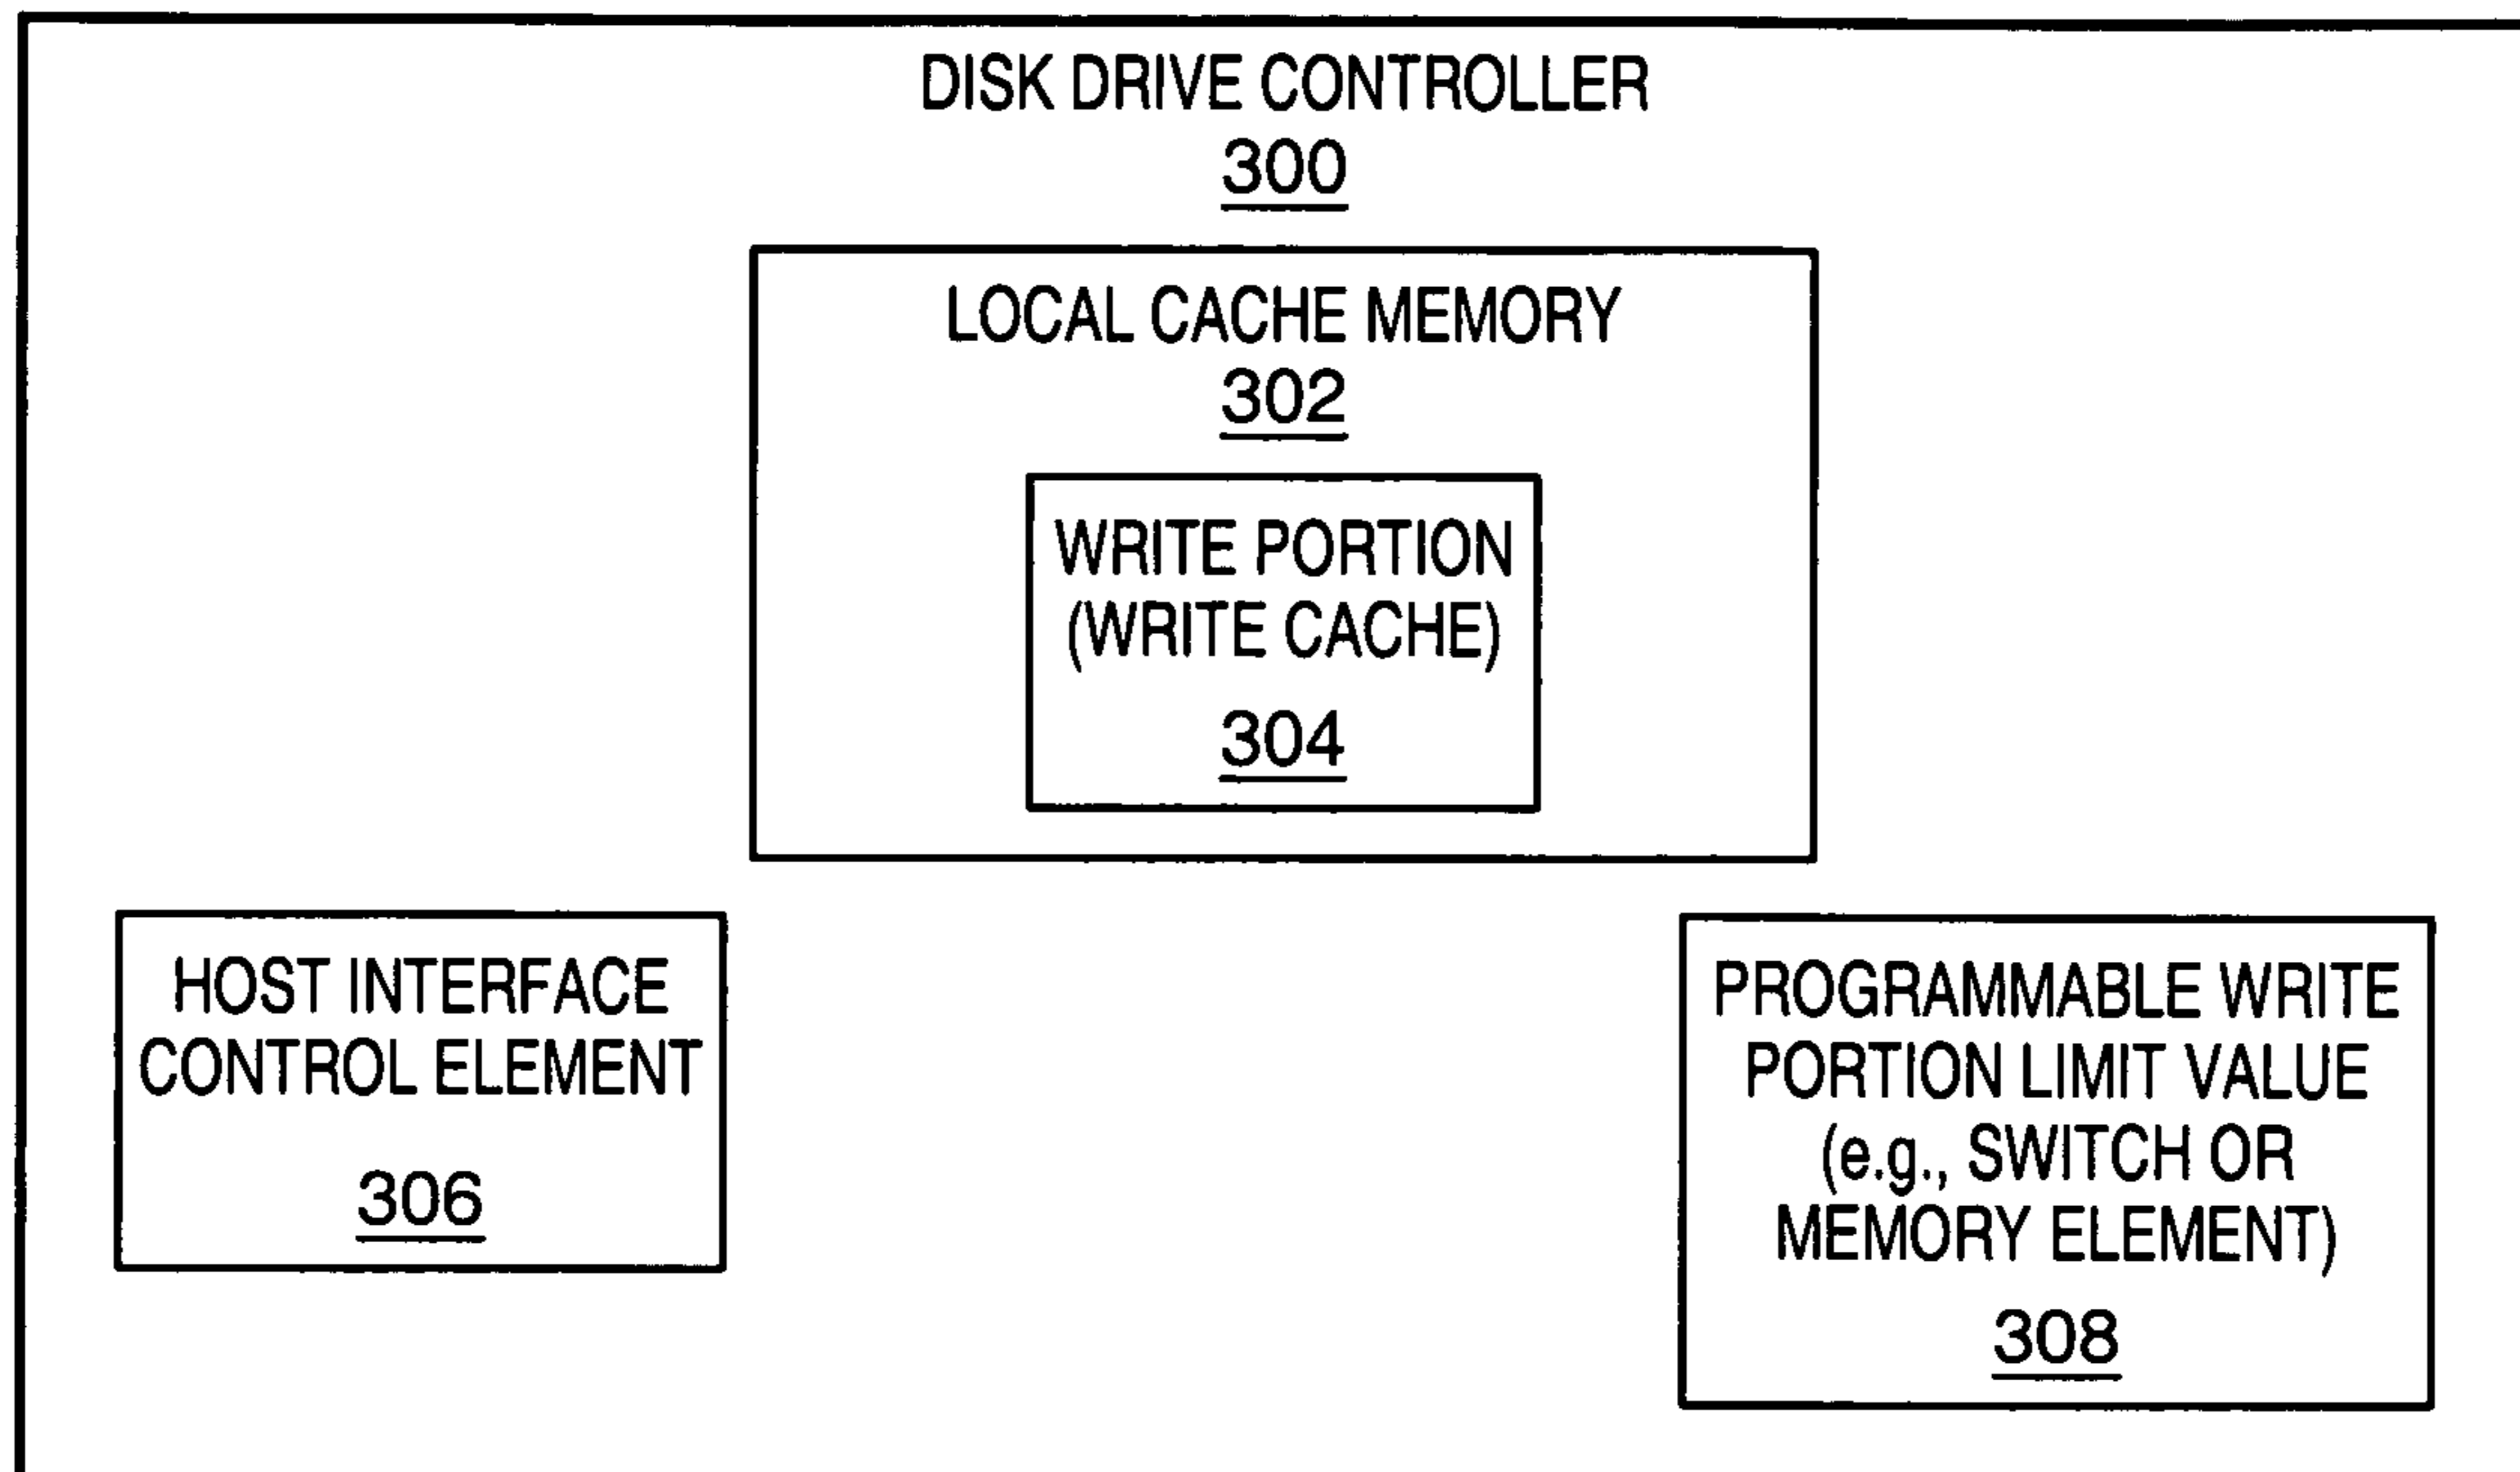 DISK DRIVE CONTROLLER
300
LOCAL CACHE MEMORY
302
WRITE PORTION
(WRITE CACHE)
304
HOST INTERFACE
CONTROL ELEMENT
306
PROGRAMMABLE WRITE
PORTION LIMIT VALUE
(e.g., SWITCH OR
MEMORY ELEMENT)
308